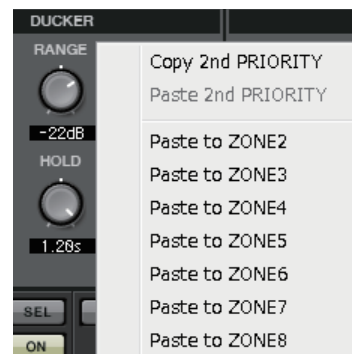 DUCKER
RANGE
-22dB
HOLD
1.20s
SEL
ON
Copy 2nd PRIORITY
Paste 2nd PRIORITY
Paste to ZONE2
Paste to ZONE3
Paste to ZONE4
Paste to ZONE5
Paste to ZONE6
Paste to ZONE7
Paste to ZONE8